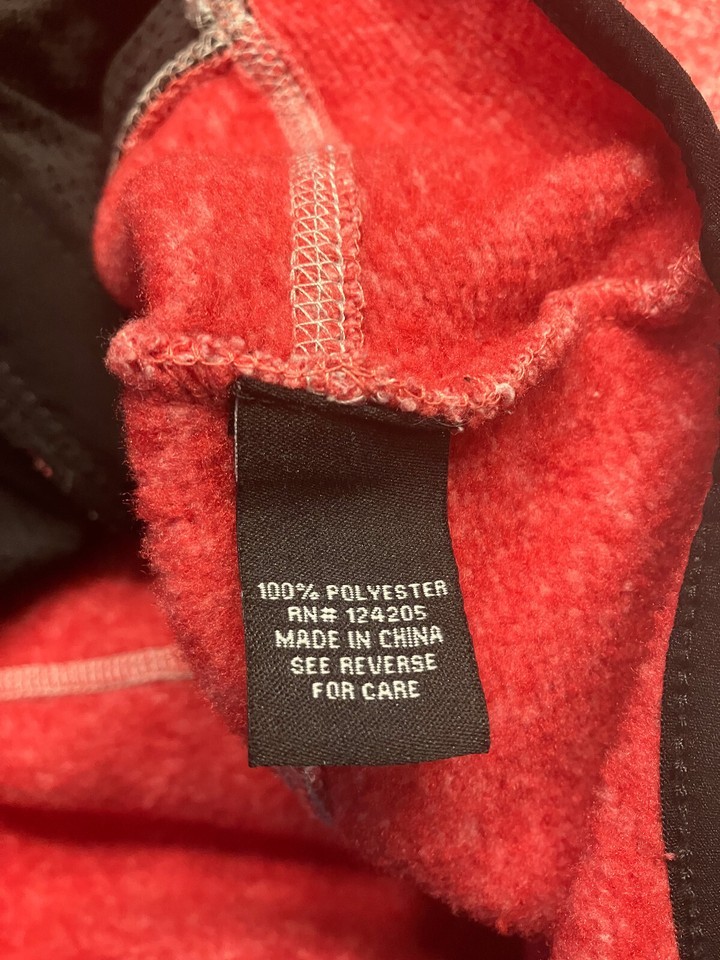 100% POLYESTER
RN# 124205
MADE IN CHINA
SEE REVERSE
FOR CARE